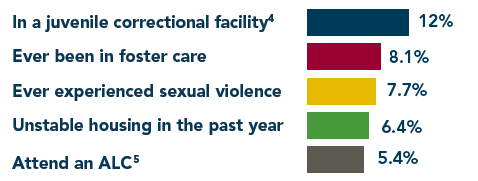 In a juvenile correctional facility⁴ 12%
Ever been in foster care 8.1%
Ever experienced sexual violence 7.7%
Unstable housing in the past year 6.4%
Attend an ALC⁵ 5.4%